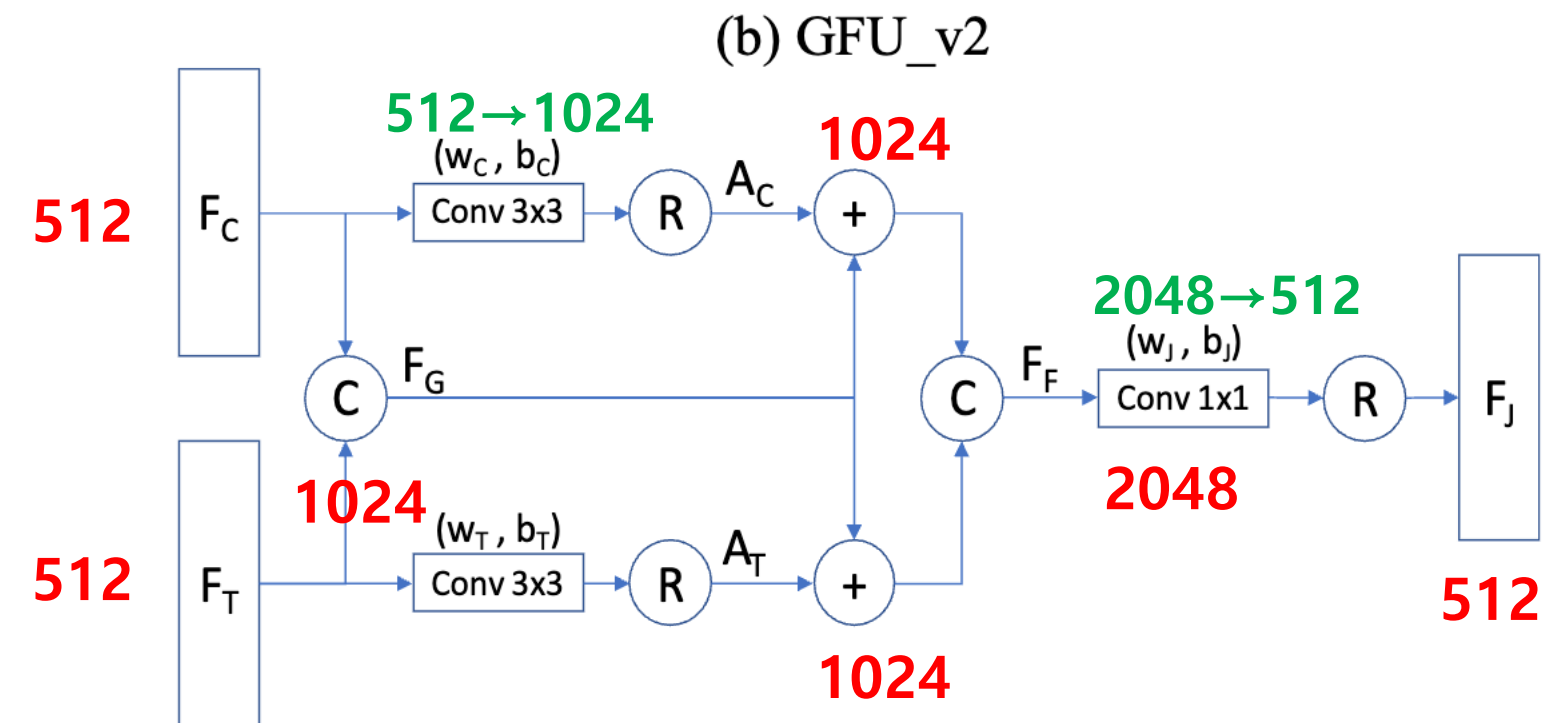 (b) GFU_v2
512→1024
1024
(w_C, b_C)
512
F_C
Conv 3x3
R
A_C
+
2048→512
(w_J, b_J)
C
F_G
C
F_F
Conv 1x1
R
F_J
1024
2048
(w_T, b_T)
512
F_T
Conv 3x3
R
A_T
+
512
1024